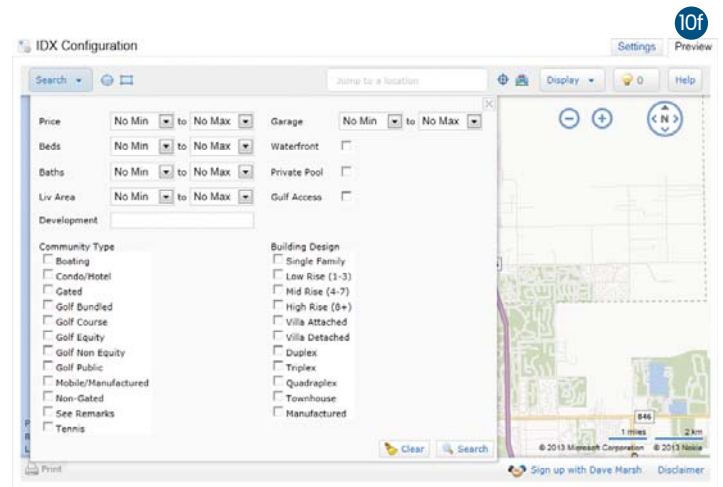 10f
IDX Configuration
Settings Preview
Search Jump to a location Display 0 Help
Price No Min to No Max
Beds No Min to No Max
Baths No Min to No Max
Liv Area No Min to No Max
Development
Garage No Min to No Max
Waterfront
Private Pool
Gulf Access
Community Type
Boating
Condo/Hotel
Gated
Golf Bundled
Golf Course
Golf Equity
Golf Non Equity
Golf Public
Mobile/Manufactured
Non-Gated
See Remarks
Tennis
Building Design
Single Family
Low Rise (1-3)
Mid Rise (4-7)
High Rise (8+)
Villa Attached
Villa Detached
Duplex
Triplex
Quadraplex
Townhouse
Manufactured
Clear Search
N
846
1 miles 2 km
© 2013 Microsoft Corporation © 2013 Nokia
Print
Sign up with Dave Marsh Disclaimer